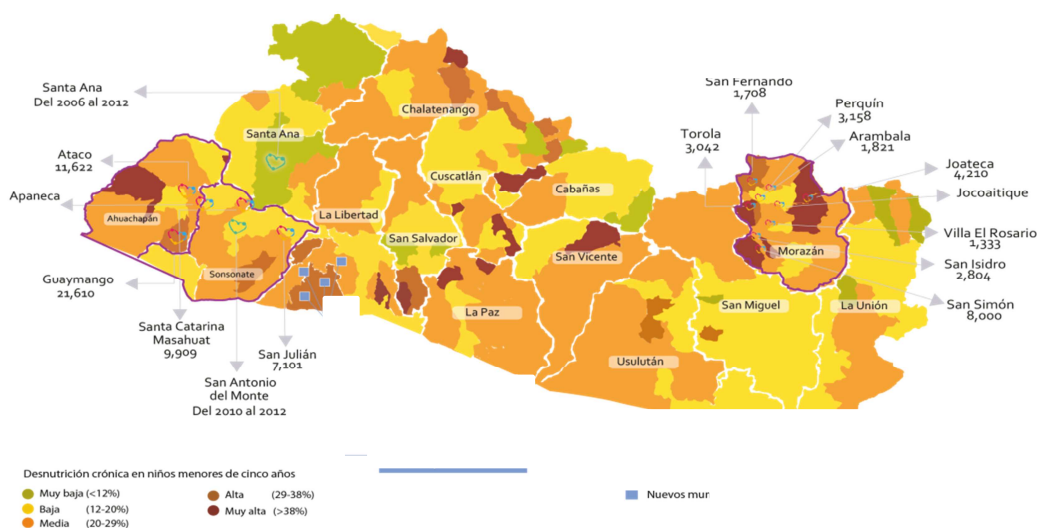 San Fernando
1,708
Perquín
3,158
Santa Ana
Del 2006 al 2012
Chalatenango
Torola
3,042
Arambala
1,821
Santa Ana
Ataco
11,622
Joateca
4,210
Cuscatlán
Cabañas
Jocoaitique
Apaneca
Ahuachapán
La Libertad
San Salvador
Villa El Rosario
1,333
San Vicente
Morazán
San Isidro
2,804
Guaymango
21,610
Sonsonate
San Miguel
La Unión
San Simón
8,000
La Paz
Santa Catarina
Masahuat
9,909
San Julián
7,101
Usulután
San Antonio
del Monte
Del 2010 al 2012
Desnutrición crónica en niños menores de cinco años
Muy baja (<12%)
Alta (29-38%)
Nuevos mur
Baja (12-20%)
Muy alta (>38%)
Media (20-29%)